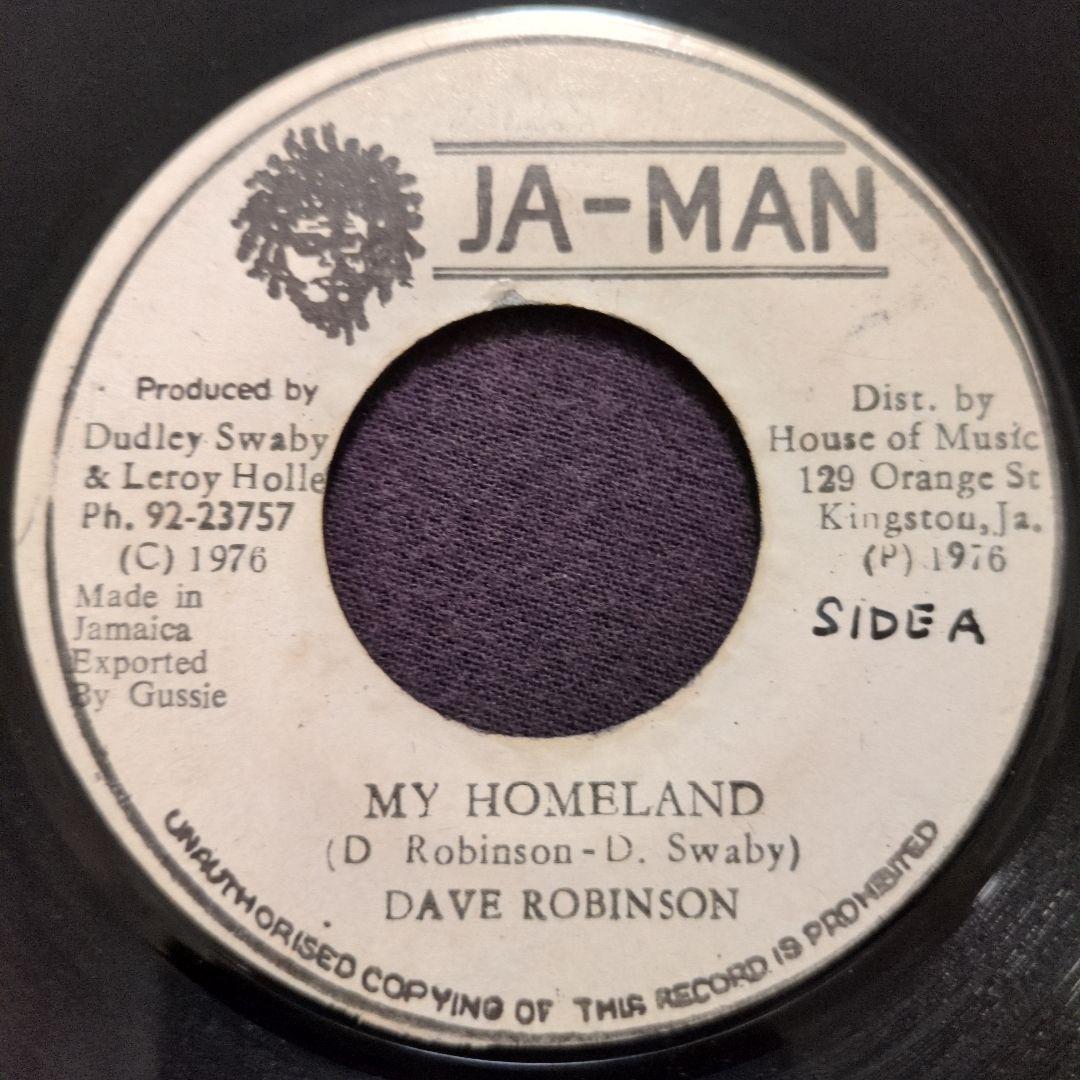 JA-MAN
Produced by
Dudley Swaby
& Leroy Holle
Ph. 92-23757
(C) 1976
Made in
Jamaica
Exported
By Gussie
Dist. by
House of Music
129 Orange St
Kingston, Ja.
(P) 1976
SIDE A
MY HOMELAND
(D Robinson-D. Swaby)
DAVE ROBINSON
UNAUTHORISED COPYING OF THIS RECORD IS PROHIBITED